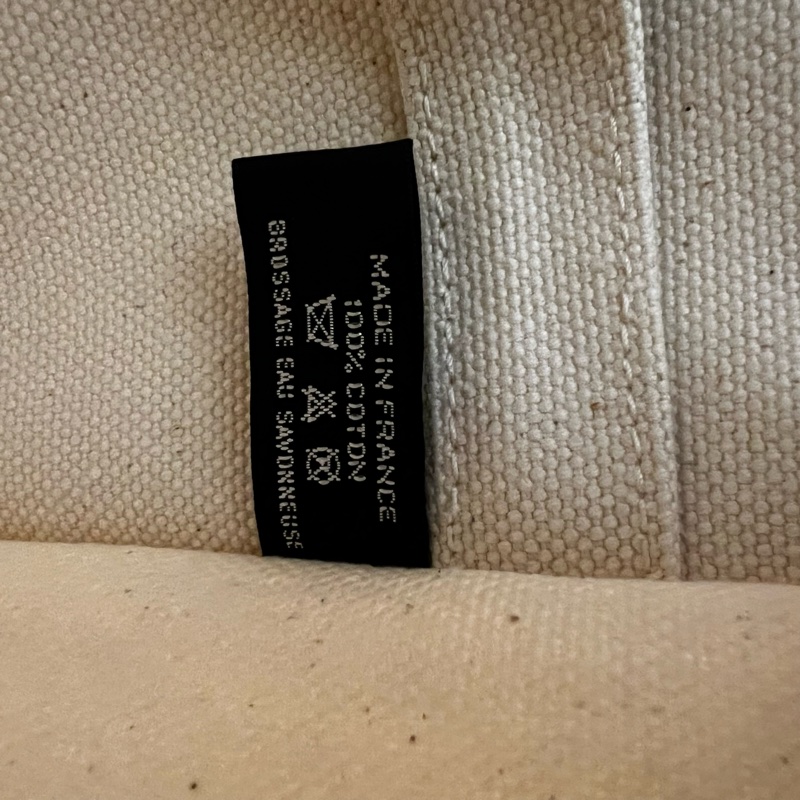 MADE IN FRANCE
100% COTON
BROSSAGE EAU SAVONNEUSE